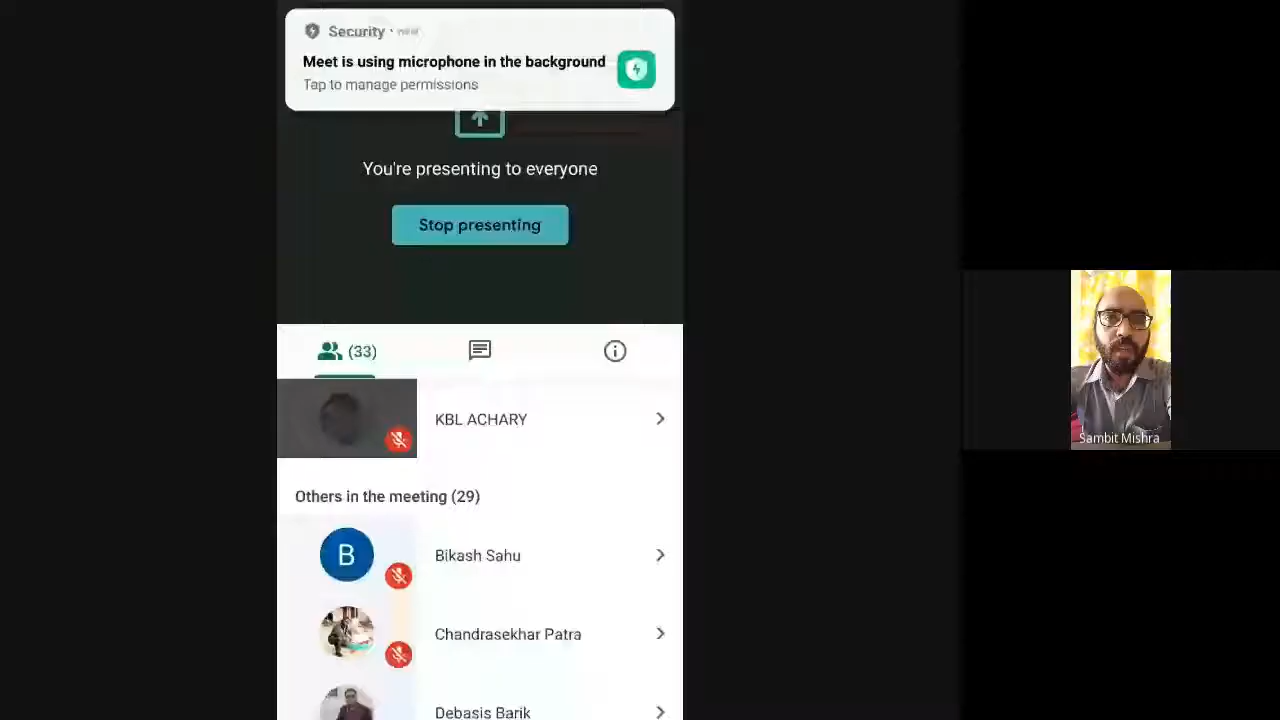 Security • new
Meet is using microphone in the background
Tap to manage permissions
You're presenting to everyone
Stop presenting
(33)
KBL ACHARY
Others in the meeting (29)
B
Bikash Sahu
Chandrasekhar Patra
Debasis Barik
Sambit Mishra